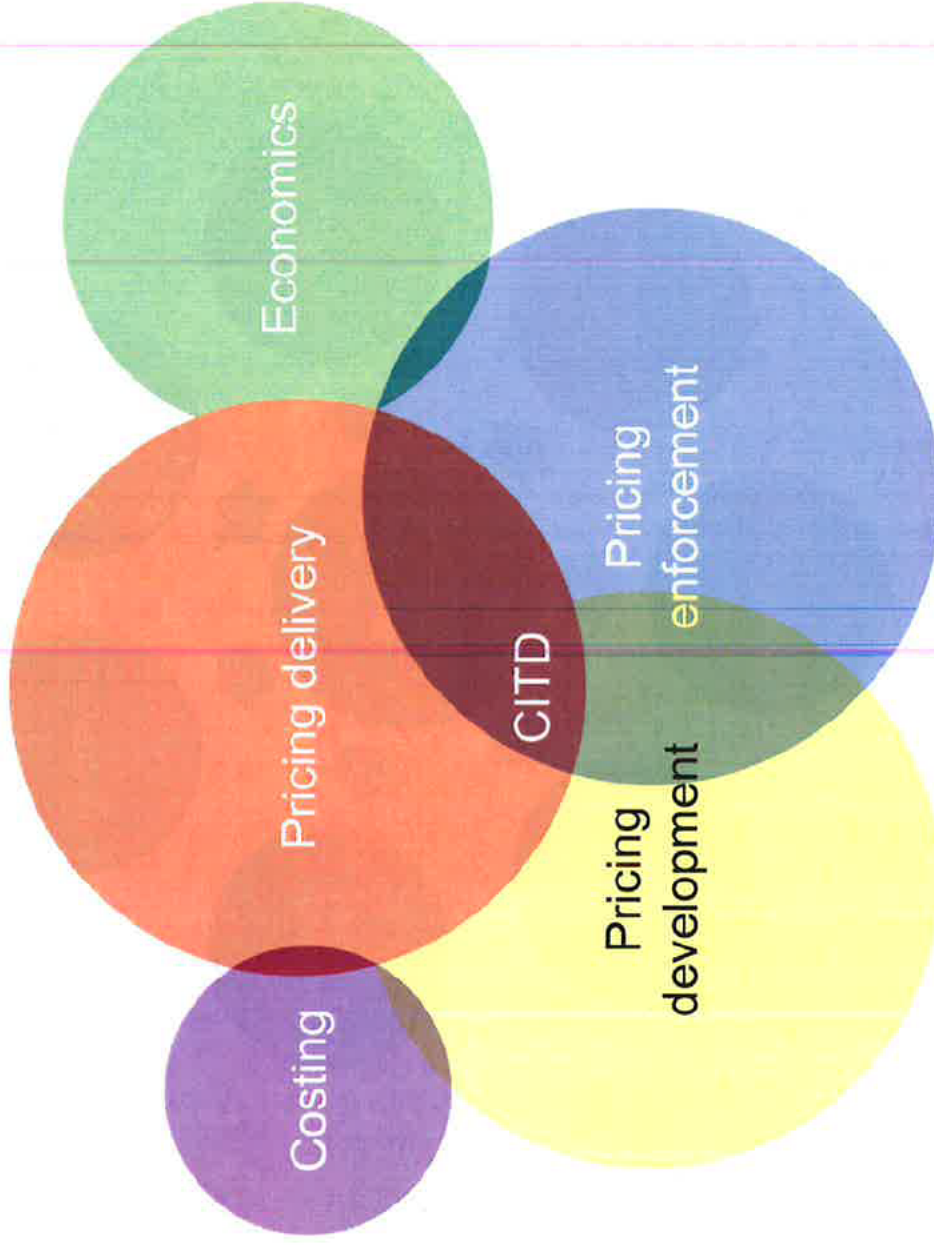 Costing
Pricing delivery
Economics
CITD
Pricing
development
Pricing
enforcement